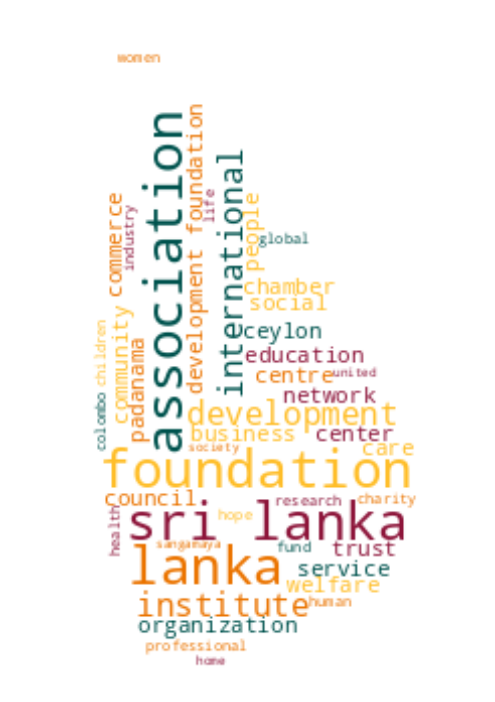 women
association
development foundation
life
international
people
commerce
industry
global
chamber
social
ceylon
education
centre
united
network
children
community
padanama
colombo
development
business
center
society
care
foundation
council
research
charity
health
sri lanka
hope
sangamaya
fund
trust
lanka
service
welfare
institute
human
organization
professional
home